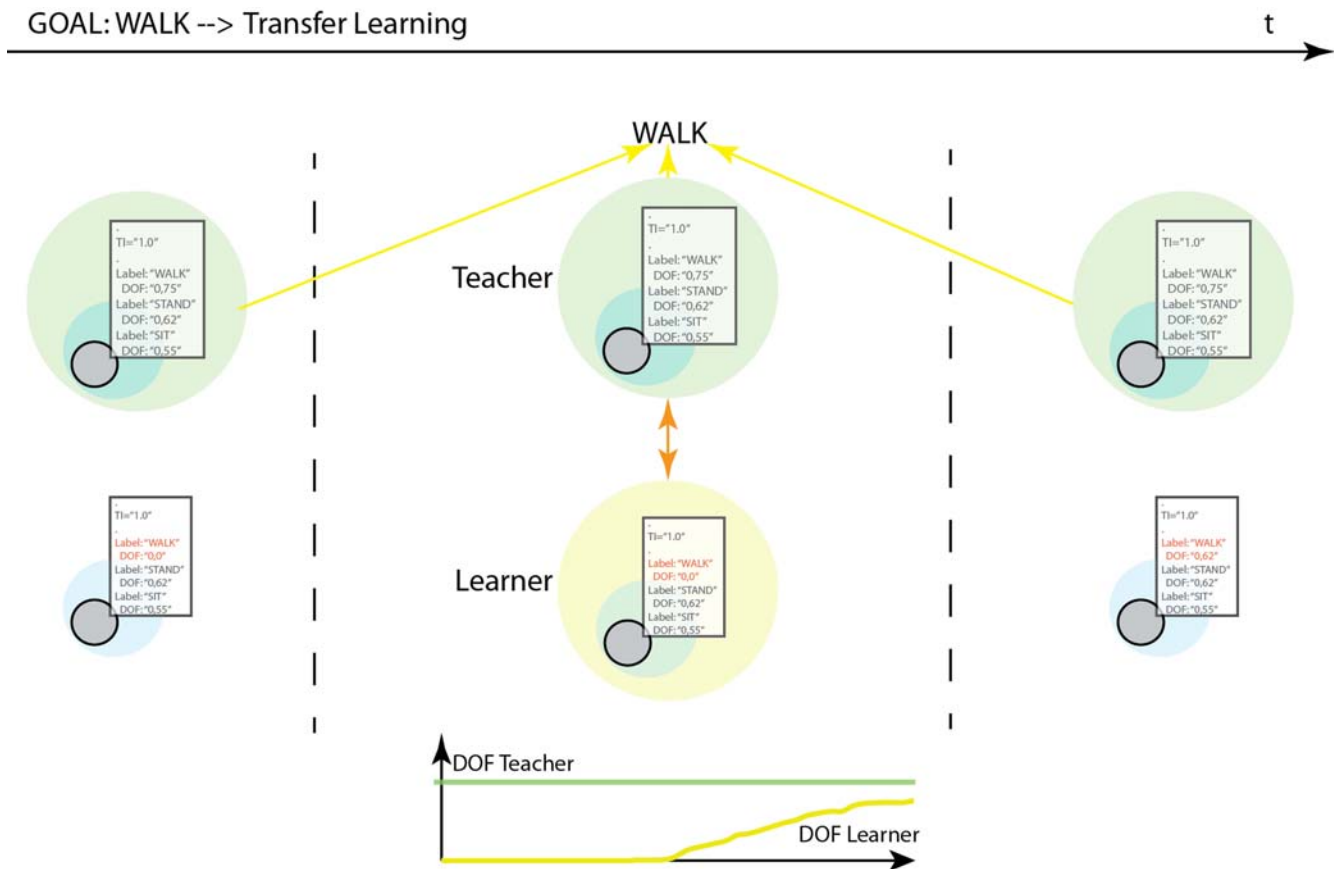 GOAL: WALK --> Transfer Learning
t
WALK
.
TI="1.0"
.
Label: "WALK"
DOF: "0,75"
Label: "STAND"
DOF: "0,62"
Label: "SIT"
DOF: "0,55"
Teacher
.
TI="1.0"
.
Label: "WALK"
DOF: "0,75"
Label: "STAND"
DOF: "0,62"
Label: "SIT"
DOF: "0,55"
.
TI="1.0"
.
Label: "WALK"
DOF: "0,75"
Label: "STAND"
DOF: "0,62"
Label: "SIT"
DOF: "0,55"
.
TI="1.0"
.
Label: "WALK"
DOF: "0,0"
Label: "STAND"
DOF: "0,62"
Label: "SIT"
DOF: "0,55"
Learner
.
TI="1.0"
.
Label: "WALK"
DOF: "0,0"
Label: "STAND"
DOF: "0,62"
Label: "SIT"
DOF: "0,55"
.
TI="1.0"
.
Label: "WALK"
DOF: "0,62"
Label: "STAND"
DOF: "0,62"
Label: "SIT"
DOF: "0,55"
DOF Teacher
DOF Learner